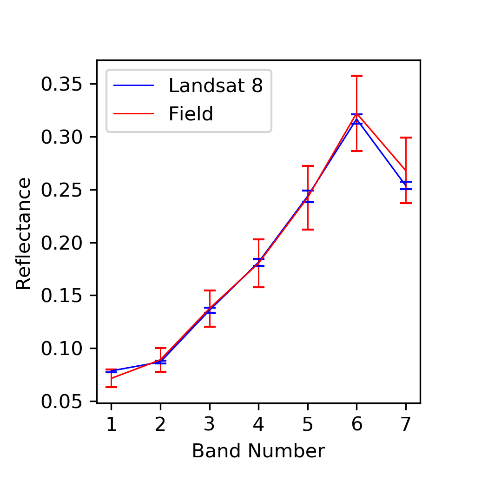 Landsat 8
Field
Reflectance
0.35
0.30
0.25
0.20
0.15
0.10
0.05
1 2 3 4 5 6 7
Band Number